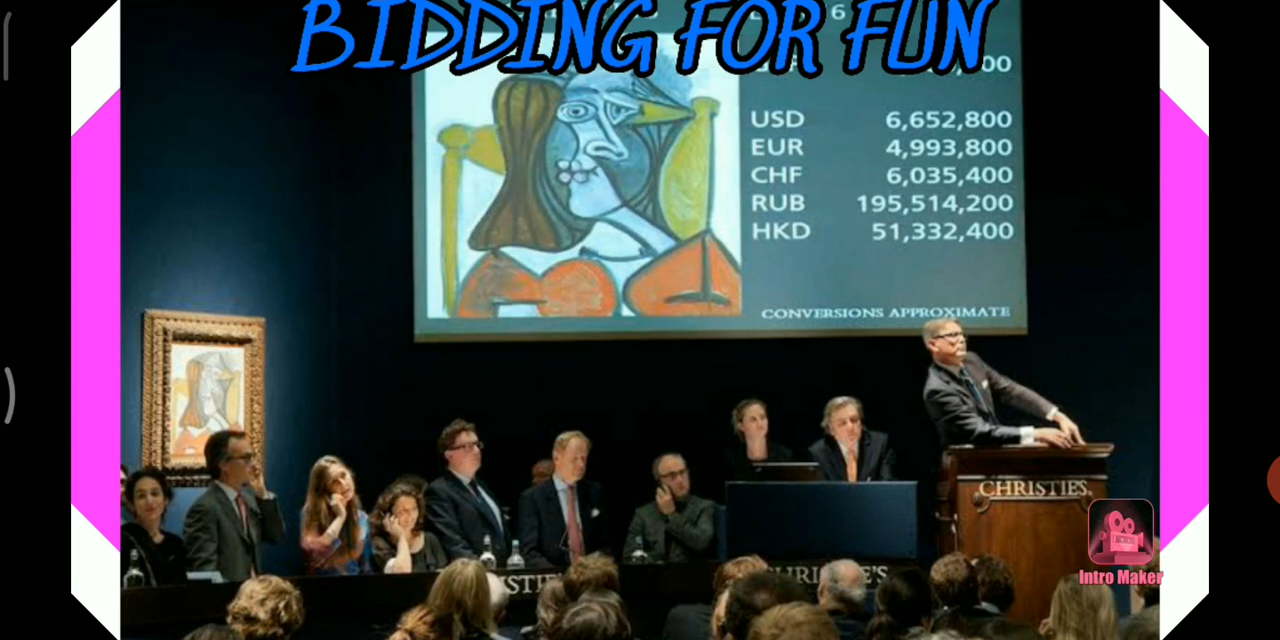 BIDDING FOR FUN
USD 6,652,800
EUR 4,993,800
CHF 6,035,400
RUB 195,514,200
HKD 51,332,400
CONVERSIONS APPROXIMATE
CHRISTIE'S
Intro Maker